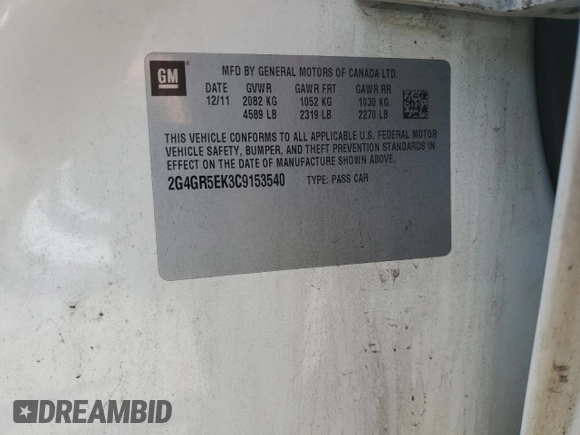 GM
MFD BY GENERAL MOTORS OF CANADA LTD.
DATE GVWR GAWR FRT GAWR RR
12/11 2082 KG 1052 KG 1030 KG
4589 LB 2319 LB 2270 LB
THIS VEHICLE CONFORMS TO ALL APPLICABLE U.S. FEDERAL MOTOR
VEHICLE SAFETY, BUMPER, AND THEFT PREVENTION STANDARDS IN
EFFECT ON THE DATE OF MANUFACTURE SHOWN ABOVE.
2G4GR5EK3C9153540 TYPE: PASS CAR
DREAMBID